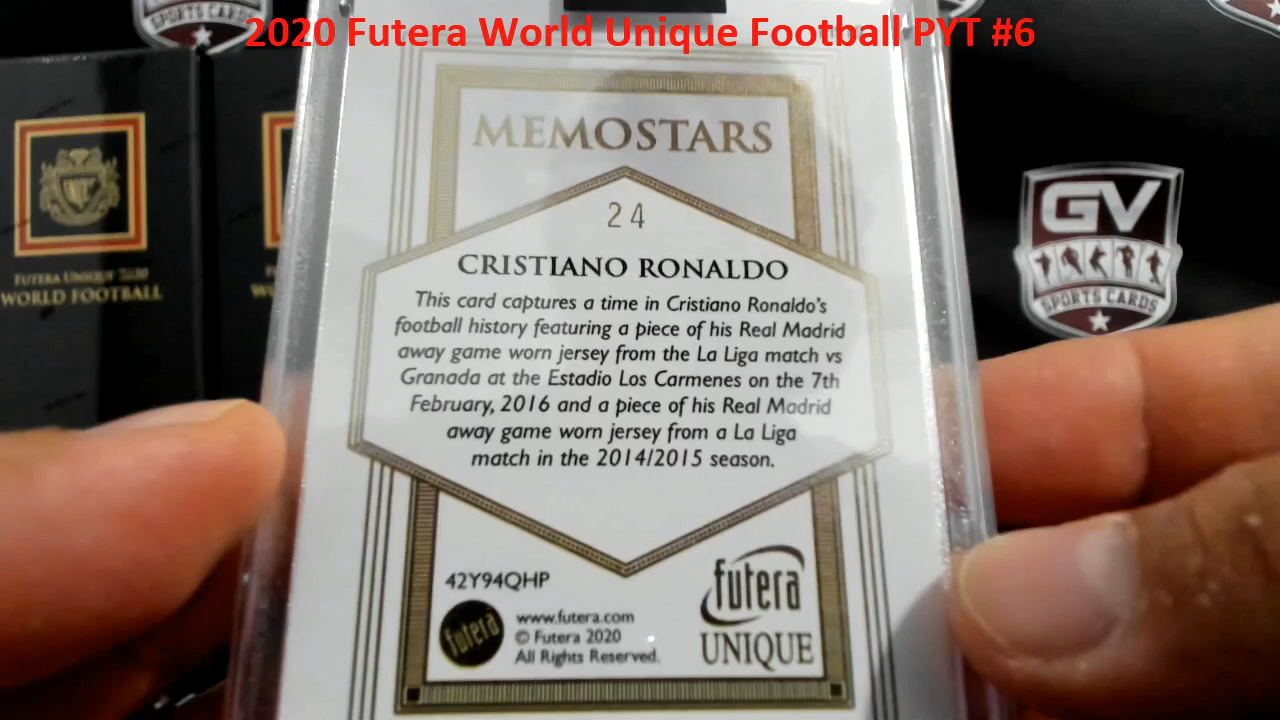 2020 Futera World Unique Football PYT #6
MEMOSTARS
24
CRISTIANO RONALDO
This card captures a time in Cristiano Ronaldo's
football history featuring a piece of his Real Madrid
away game worn jersey from the La Liga match vs
Granada at the Estadio Los Carmenes on the 7th
February, 2016 and a piece of his Real Madrid
away game worn jersey from a La Liga
match in the 2014/2015 season.
42Y94QHP
futera
www.futera.com
© Futera 2020
All Rights Reserved.
futera
UNIQUE
FUTERA UNIQUE 2020
WORLD FOOTBALL
GV
SPORTS CARDS